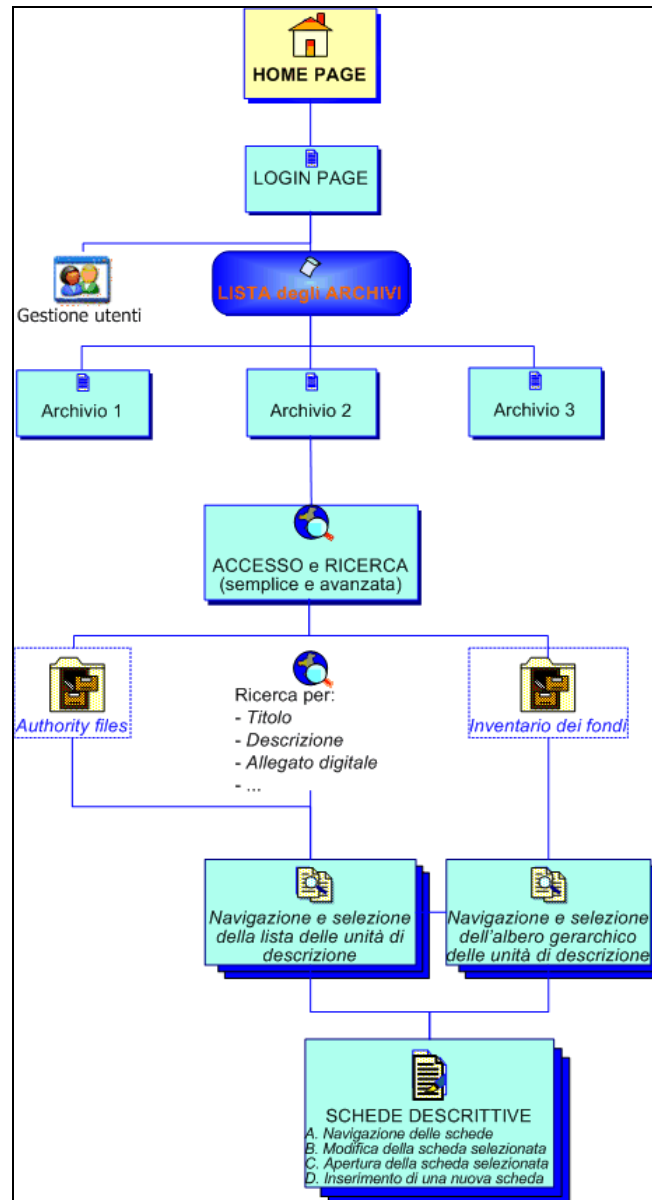 HOME PAGE
LOGIN PAGE
Gestione utenti
LISTA degli ARCHIVI
Archivio 1
Archivio 2
Archivio 3
ACCESSO e RICERCA
(semplice e avanzata)
Authority files
Ricerca per:
- Titolo
- Descrizione
- Allegato digitale
- ...
Inventario dei fondi
Navigazione e selezione
della lista delle unità di
descrizione
Navigazione e selezione
dell'albero gerarchico
delle unità di descrizione
SCHEDE DESCRITTIVE
A. Navigazione delle schede
B. Modifica della scheda selezionata
C. Apertura della scheda selezionata
D. Inserimento di una nuova scheda